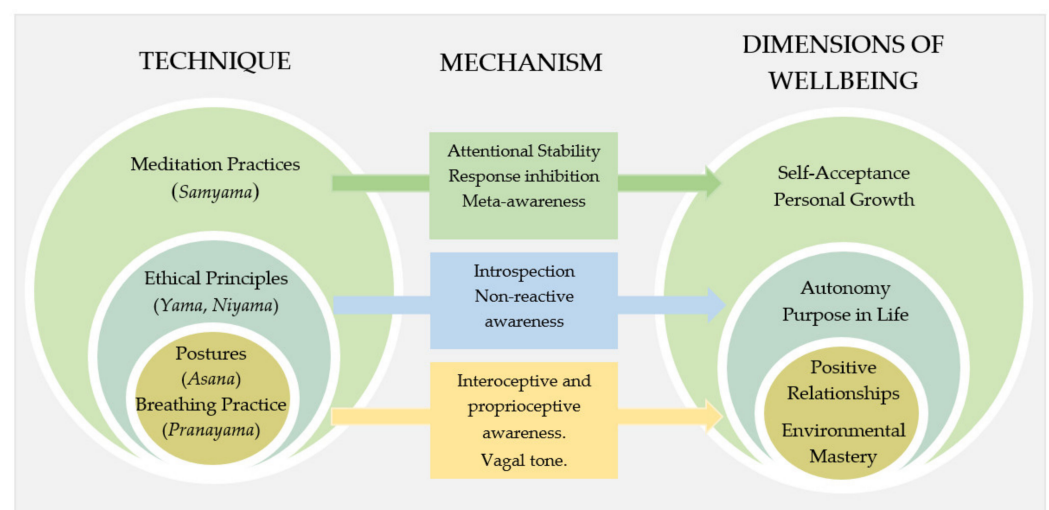 TECHNIQUE
MECHANISM
DIMENSIONS OF
WELLBEING
Meditation Practices
(Samyama)
Attentional Stability
Response inhibition
Meta-awareness
Self-Acceptance
Personal Growth
Ethical Principles
(Yama, Niyama)
Introspection
Non-reactive
awareness
Autonomy
Purpose in Life
Postures
(Asana)
Breathing Practice
(Pranayama)
Interoceptive and
proprioceptive
awareness.
Vagal tone.
Positive
Relationships
Environmental
Mastery